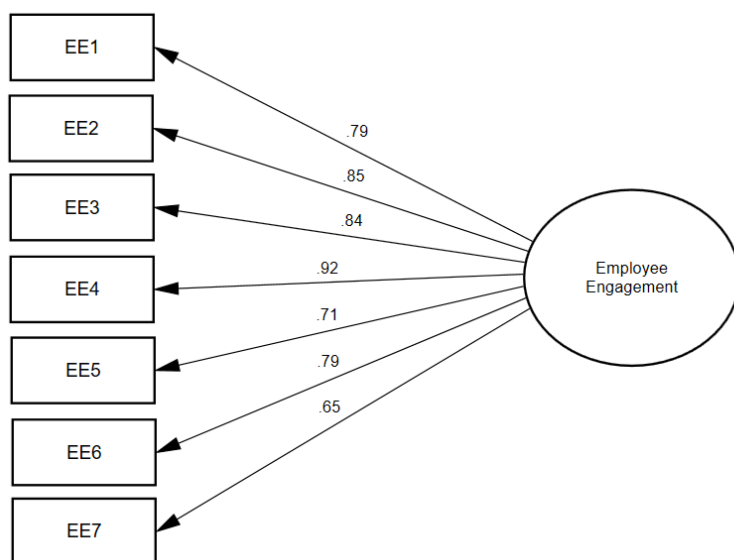 EE1
.79
EE2
.85
EE3
.84
EE4
.92
Employee
Engagement
.71
EE5
.79
EE6
.65
EE7